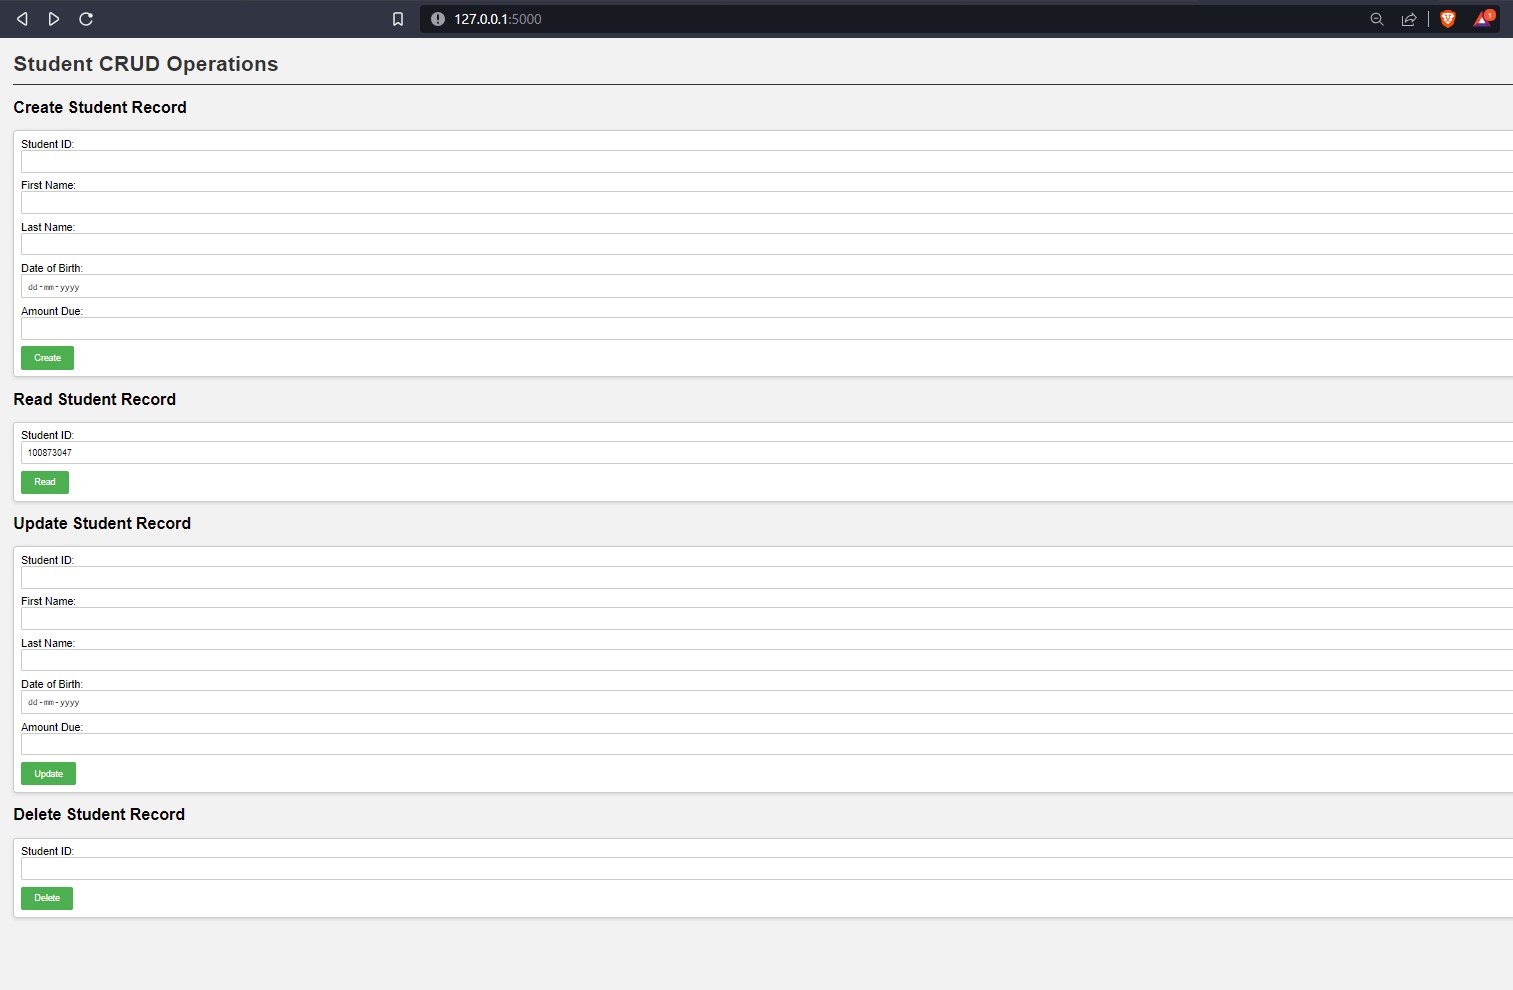 127.0.0.1:5000
1
Student CRUD Operations
Create Student Record
Student ID:
First Name:
Last Name:
Date of Birth:
dd-mm-yyyy
Amount Due:
Create
Read Student Record
Student ID:
100873047
Read
Update Student Record
Student ID:
First Name:
Last Name:
Date of Birth:
dd-mm-yyyy
Amount Due:
Update
Delete Student Record
Student ID:
Delete